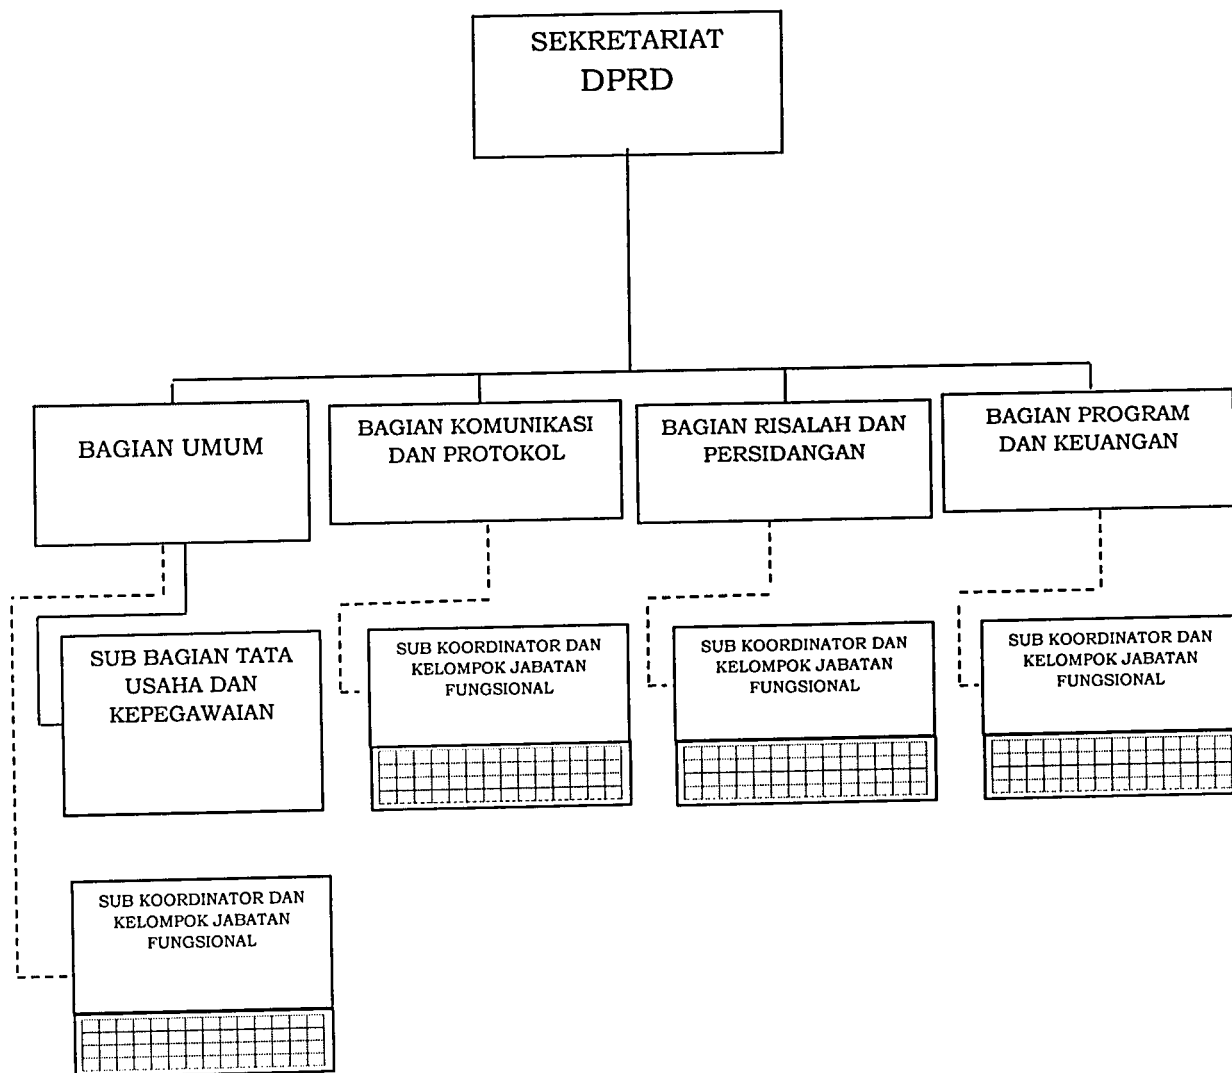 SEKRETARIAT
DPRD
BAGIAN UMUM
BAGIAN KOMUNIKASI
DAN PROTOKOL
BAGIAN RISALAH DAN
PERSIDANGAN
BAGIAN PROGRAM
DAN KEUANGAN
SUB BAGIAN TATA
USAHA DAN
KEPEGAWAIAN
SUB KOORDINATOR DAN
KELOMPOK JABATAN
FUNGSIONAL
SUB KOORDINATOR DAN
KELOMPOK JABATAN
FUNGSIONAL
SUB KOORDINATOR DAN
KELOMPOK JABATAN
FUNGSIONAL
SUB KOORDINATOR DAN
KELOMPOK JABATAN
FUNGSIONAL